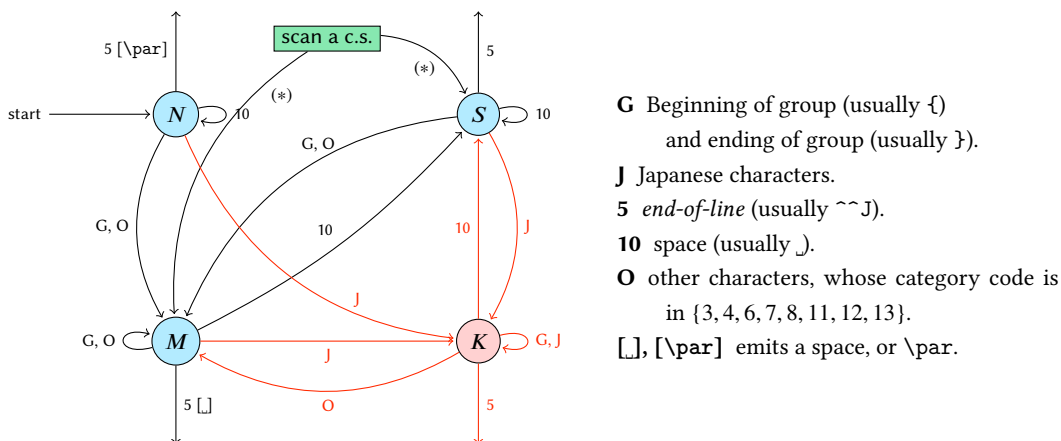 scan a c.s.
5 [\par]
5
(∗)
(∗)
start
N
10
S
10
G, O
G, O
J
10
10
J
G, O
M
J
K
G, J
O
5 [␣]
5
G Beginning of group (usually {)
and ending of group (usually }).
J Japanese characters.
5 end-of-line (usually ^^J).
10 space (usually ␣).
O other characters, whose category code is
in {3, 4, 6, 7, 8, 11, 12, 13}.
[␣], [\par] emits a space, or \par.